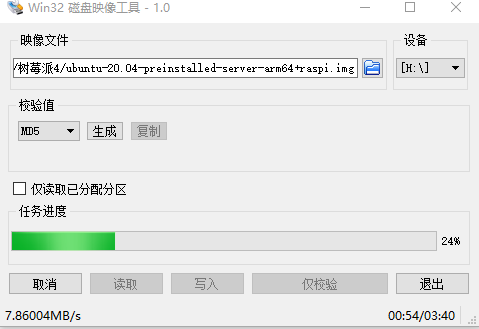 Win32 磁盘映像工具 - 1.0
映像文件
设备
/树莓派4/ubuntu-20.04-preinstalled-server-arm64+raspi.img
[H:\]
校验值
MD5
生成
复制
仅读取已分配分区
任务进度
24%
取消
读取
写入
仅校验
退出
7.86004MB/s
00:54/03:40